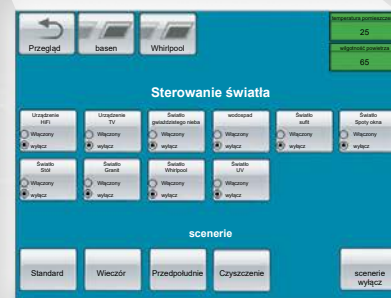 Przegląd
basen
Whirlpool
temperatura pomieszczenia
25
wilgotność powietrza
65
Sterowanie światła
Urządzenie
HiFi
Włączony
wyłącz
Urządzenie
TV
Włączony
wyłącz
Światło
gwiaździstego nieba
Włączony
wyłącz
wodospad
Włączony
wyłącz
Światło
sufit
Włączony
wyłącz
Światło
Spoty okna
Włączony
wyłącz
Światło
Stół
Włączony
wyłącz
Światło
Granit
Włączony
wyłącz
Światło
Whirlpool
Włączony
wyłącz
Światło
UV
Włączony
wyłącz
scenerie
Standard
Wieczór
Przedpołudnie
Czyszczenie
scenerie
wyłącz